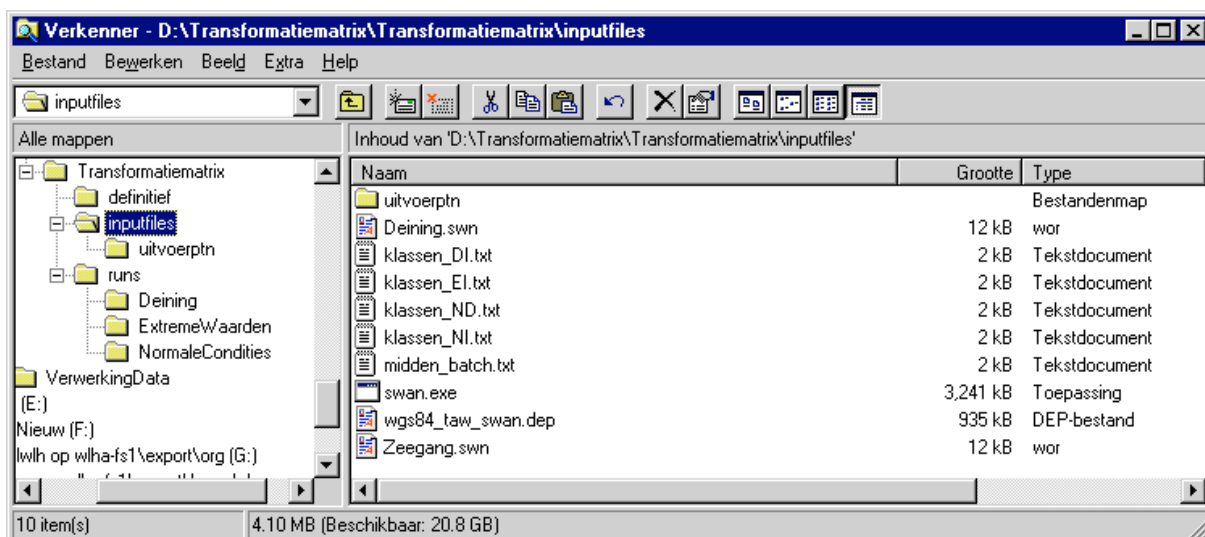 Verkenner - D:\Transformatiematrix\Transformatiematrix\inputfiles
Bestand Bewerken Beeld Extra Help
inputfiles
Alle mappen
Inhoud van 'D:\Transformatiematrix\Transformatiematrix\inputfiles'
Transformatiematrix
definitief
inputfiles
uitvoerptn
runs
Deining
ExtremeWaarden
NormaleCondities
VerwerkingData
(E:)
Nieuw (F:)
lwlh op wlha-fs1\export\org (G:)
Naam Grootte Type
uitvoerptn Bestandenmap
Deining.swn 12 kB wor
klassen_DI.txt 2 kB Tekstdocument
klassen_EI.txt 2 kB Tekstdocument
klassen_ND.txt 2 kB Tekstdocument
klassen_NI.txt 2 kB Tekstdocument
midden_batch.txt 2 kB Tekstdocument
swan.exe 3,241 kB Toepassing
wgs84_taw_swan.dep 935 kB DEP-bestand
Zeegang.swn 12 kB wor
10 item(s) 4.10 MB (Beschikbaar: 20.8 GB)